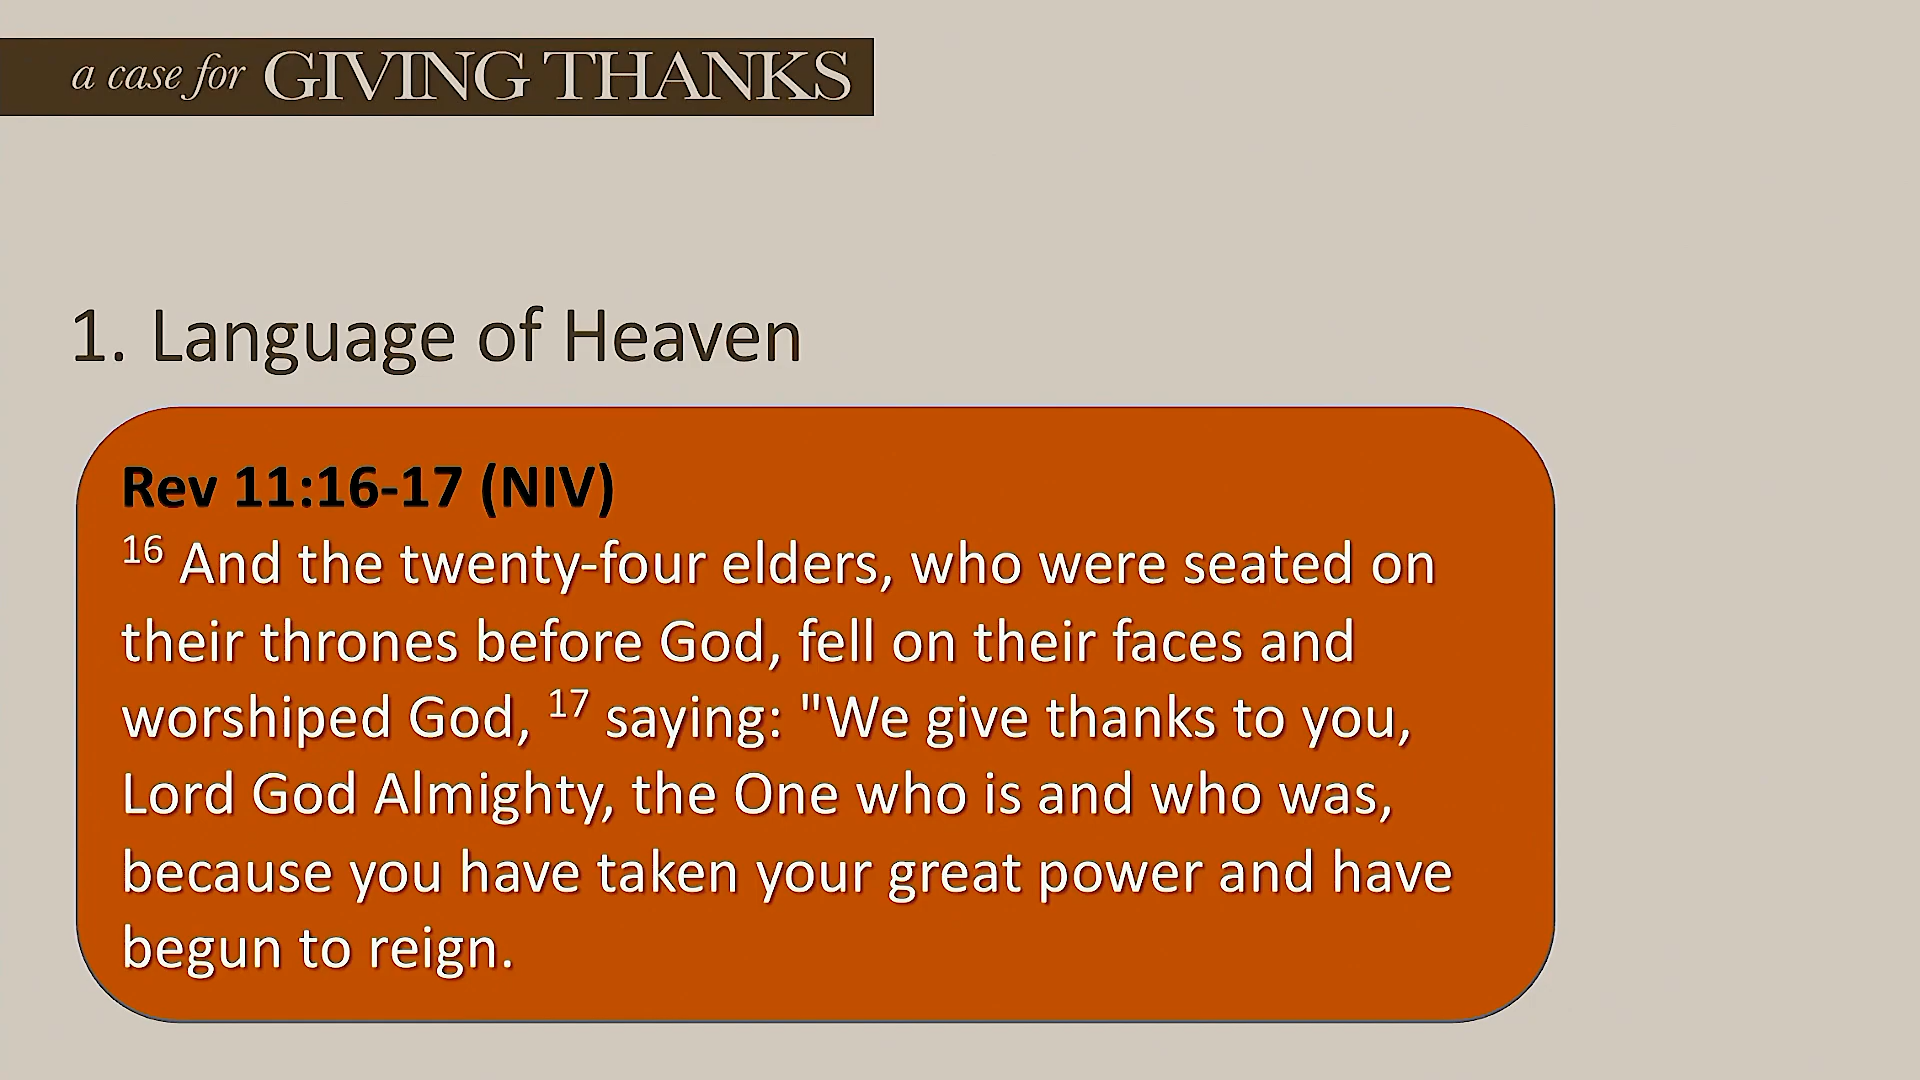 a case for GIVING THANKS
1. Language of Heaven
Rev 11:16-17 (NIV)
16 And the twenty-four elders, who were seated on
their thrones before God, fell on their faces and
worshiped God, 17 saying: "We give thanks to you,
Lord God Almighty, the One who is and who was,
because you have taken your great power and have
begun to reign.